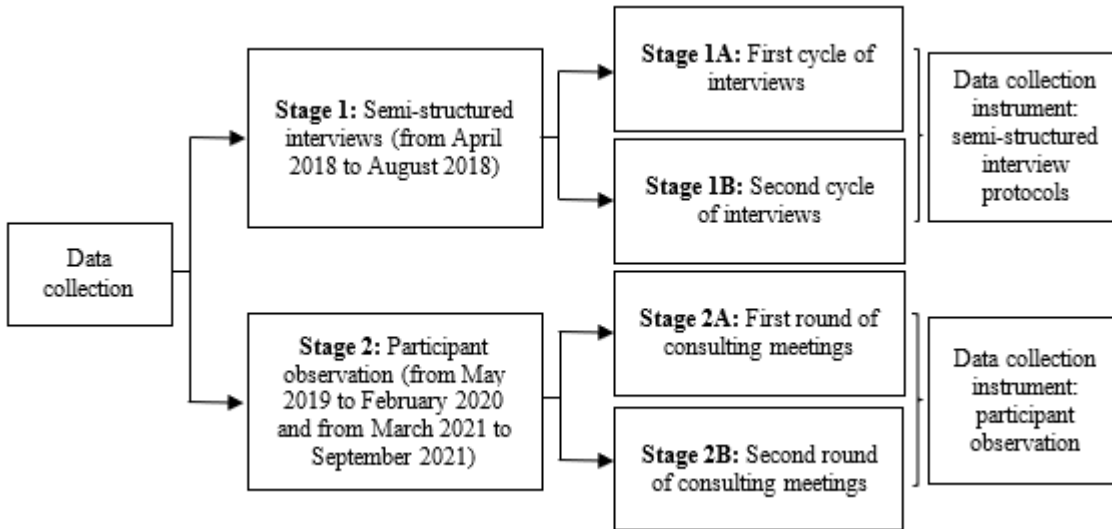 Data
collection
Stage 1: Semi-structured
interviews (from April
2018 to August 2018)
Stage 2: Participant
observation (from May
2019 to February 2020
and from March 2021 to
September 2021)
Stage 1A: First cycle of
interviews
Stage 1B: Second cycle
of interviews
Stage 2A: First round of
consulting meetings
Stage 2B: Second round
of consulting meetings
Data collection
instrument:
semi-structured
interview
protocols
Data collection
instrument:
participant
observation